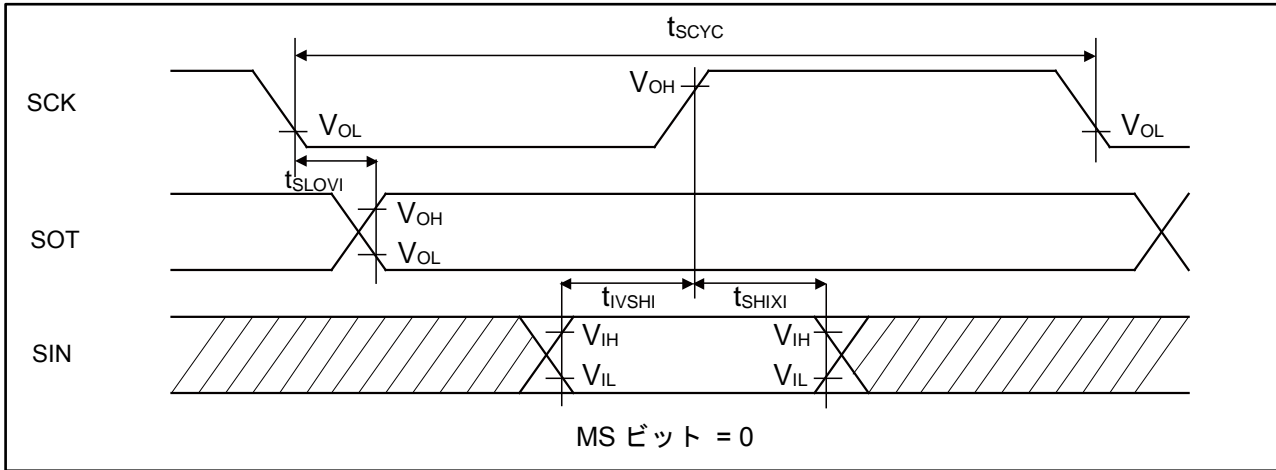 tSCYC
SCK
VOH
VOL
VOL
tSLOVI
SOT
VOH
VOL
tIVSHI
tSHIXI
SIN
VIH
VIH
VIL
VIL
MS ビット = 0